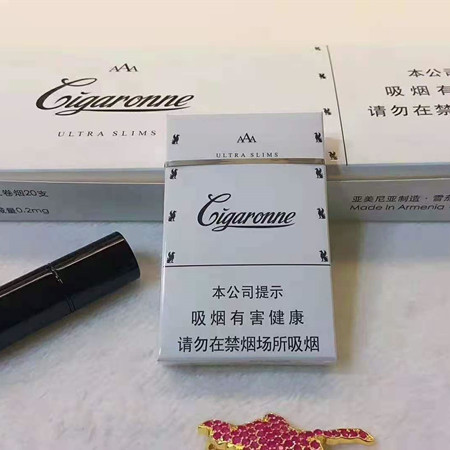 AAA
Cigaronne
ULTRA SLIMS
本公司
吸烟有
请勿在禁
卷烟20支
量0.2mg
亚美尼亚制造·
Made in Armenia
AAA
ULTRA SLIMS
Cigaronne
本公司提示
吸烟有害健康
请勿在禁烟场所吸烟